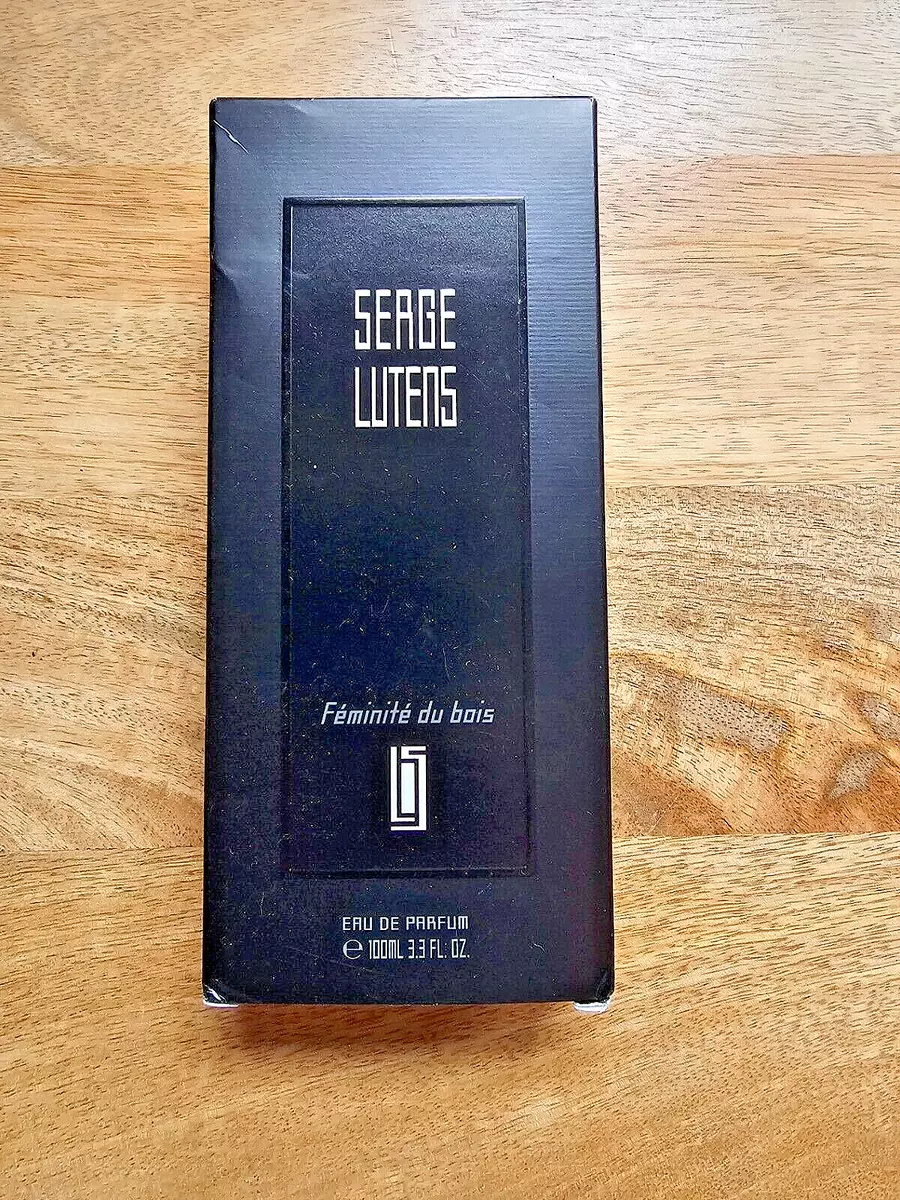 SERGE
LUTENS
Féminité du bois
EAU DE PARFUM
℮ 100ML 3.3 FL. OZ.